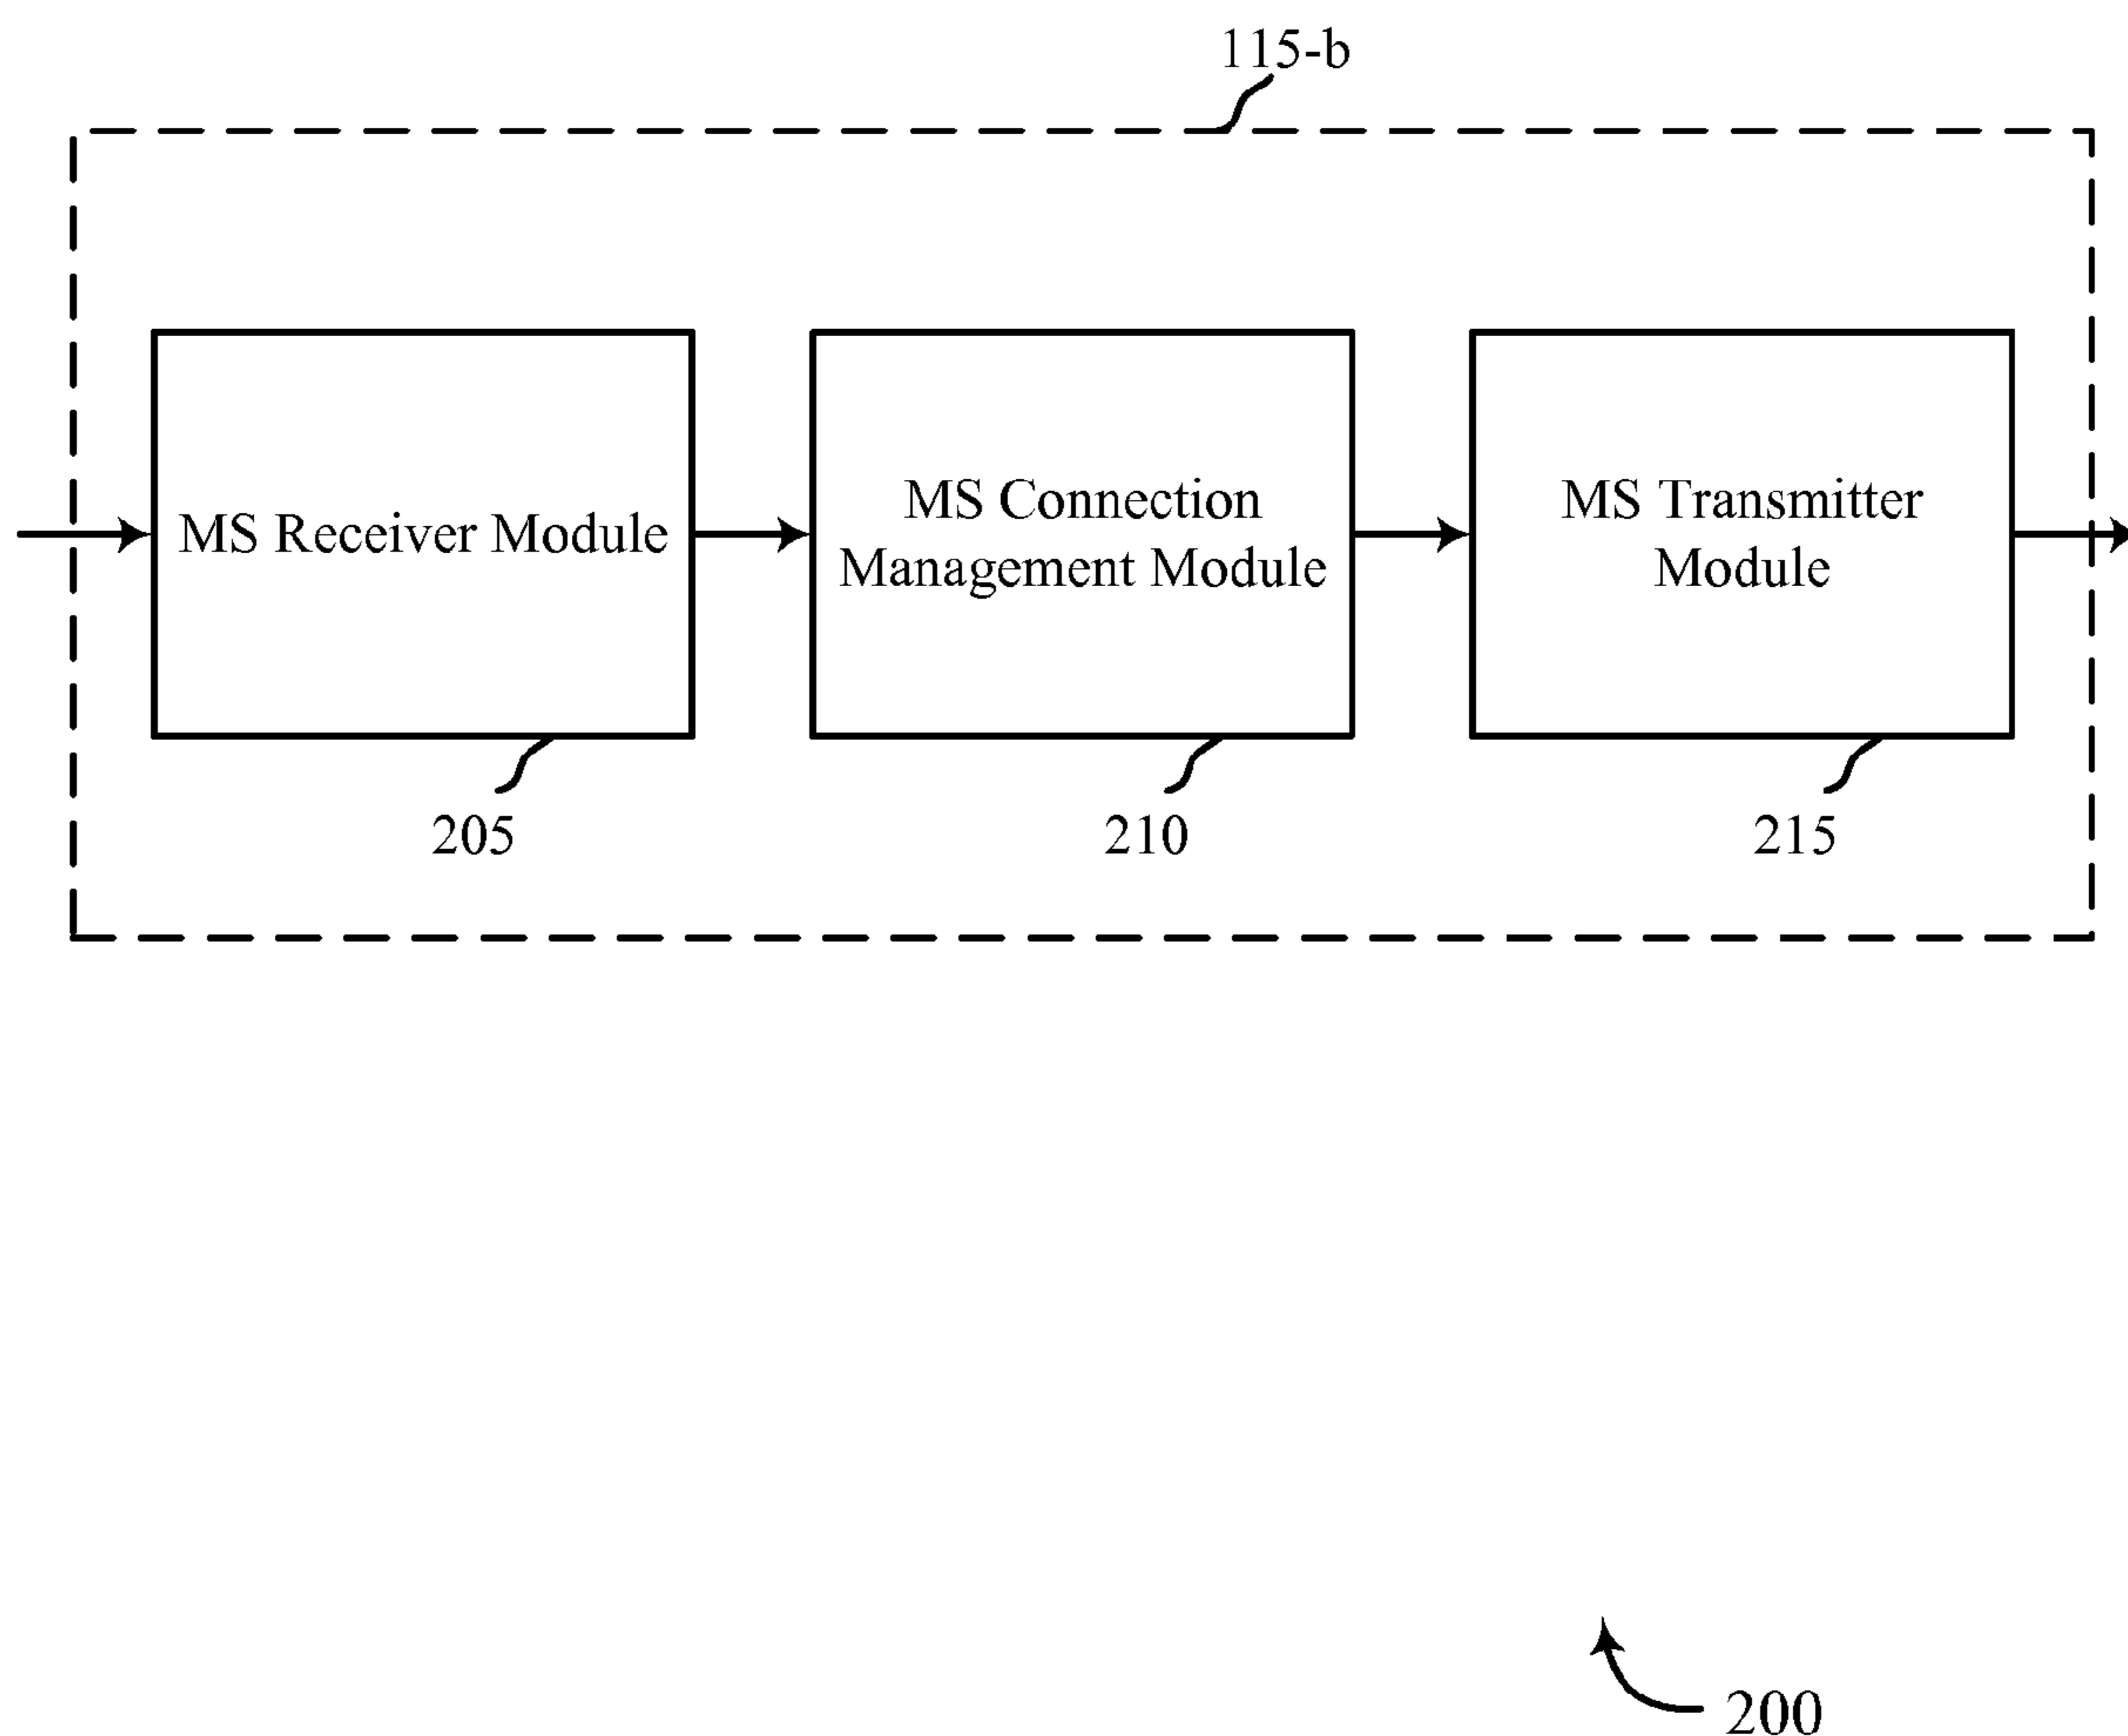 115-b
MS Receiver Module
MS Connection
Management Module
MS Transmitter
Module
205
210
215
200